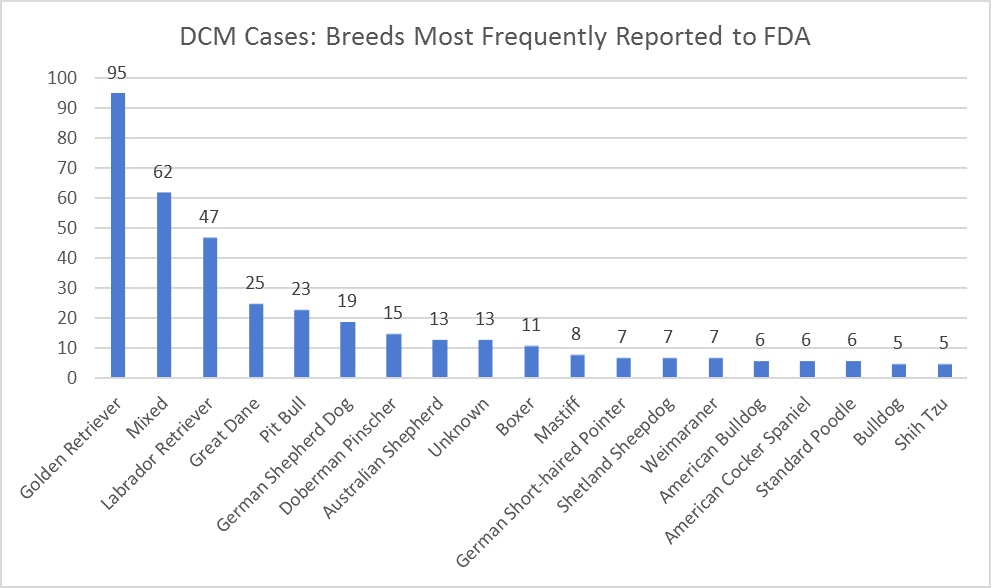 DCM Cases: Breeds Most Frequently Reported to FDA
100
90
80
70
60
50
40
30
20
10
0
95
62
47
25
23
19
15
13
13
11
8
7
7
7
6
6
6
5
5
Golden Retriever
Mixed
Labrador Retriever
Great Dane
Pit Bull
German Shepherd Dog
Doberman Pinscher
Australian Shepherd
Unknown
Boxer
Mastiff
German Short-haired Pointer
Shetland Sheepdog
Weimaraner
American Bulldog
American Cocker Spaniel
Standard Poodle
Bulldog
Shih Tzu